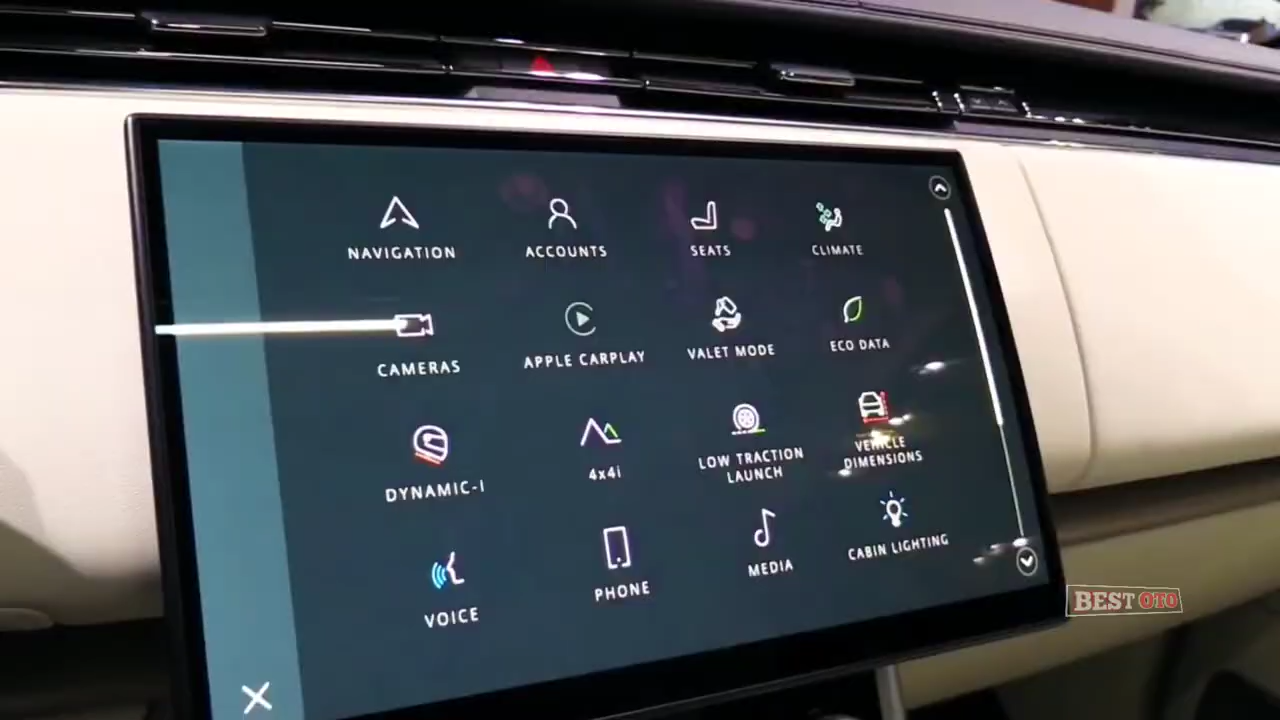 NAVIGATION
ACCOUNTS
SEATS
CLIMATE
CAMERAS
APPLE CARPLAY
VALET MODE
ECO DATA
DYNAMIC-I
4x4i
LOW TRACTION
LAUNCH
VEHICLE
DIMENSIONS
VOICE
PHONE
MEDIA
CABIN LIGHTING
BEST OTO